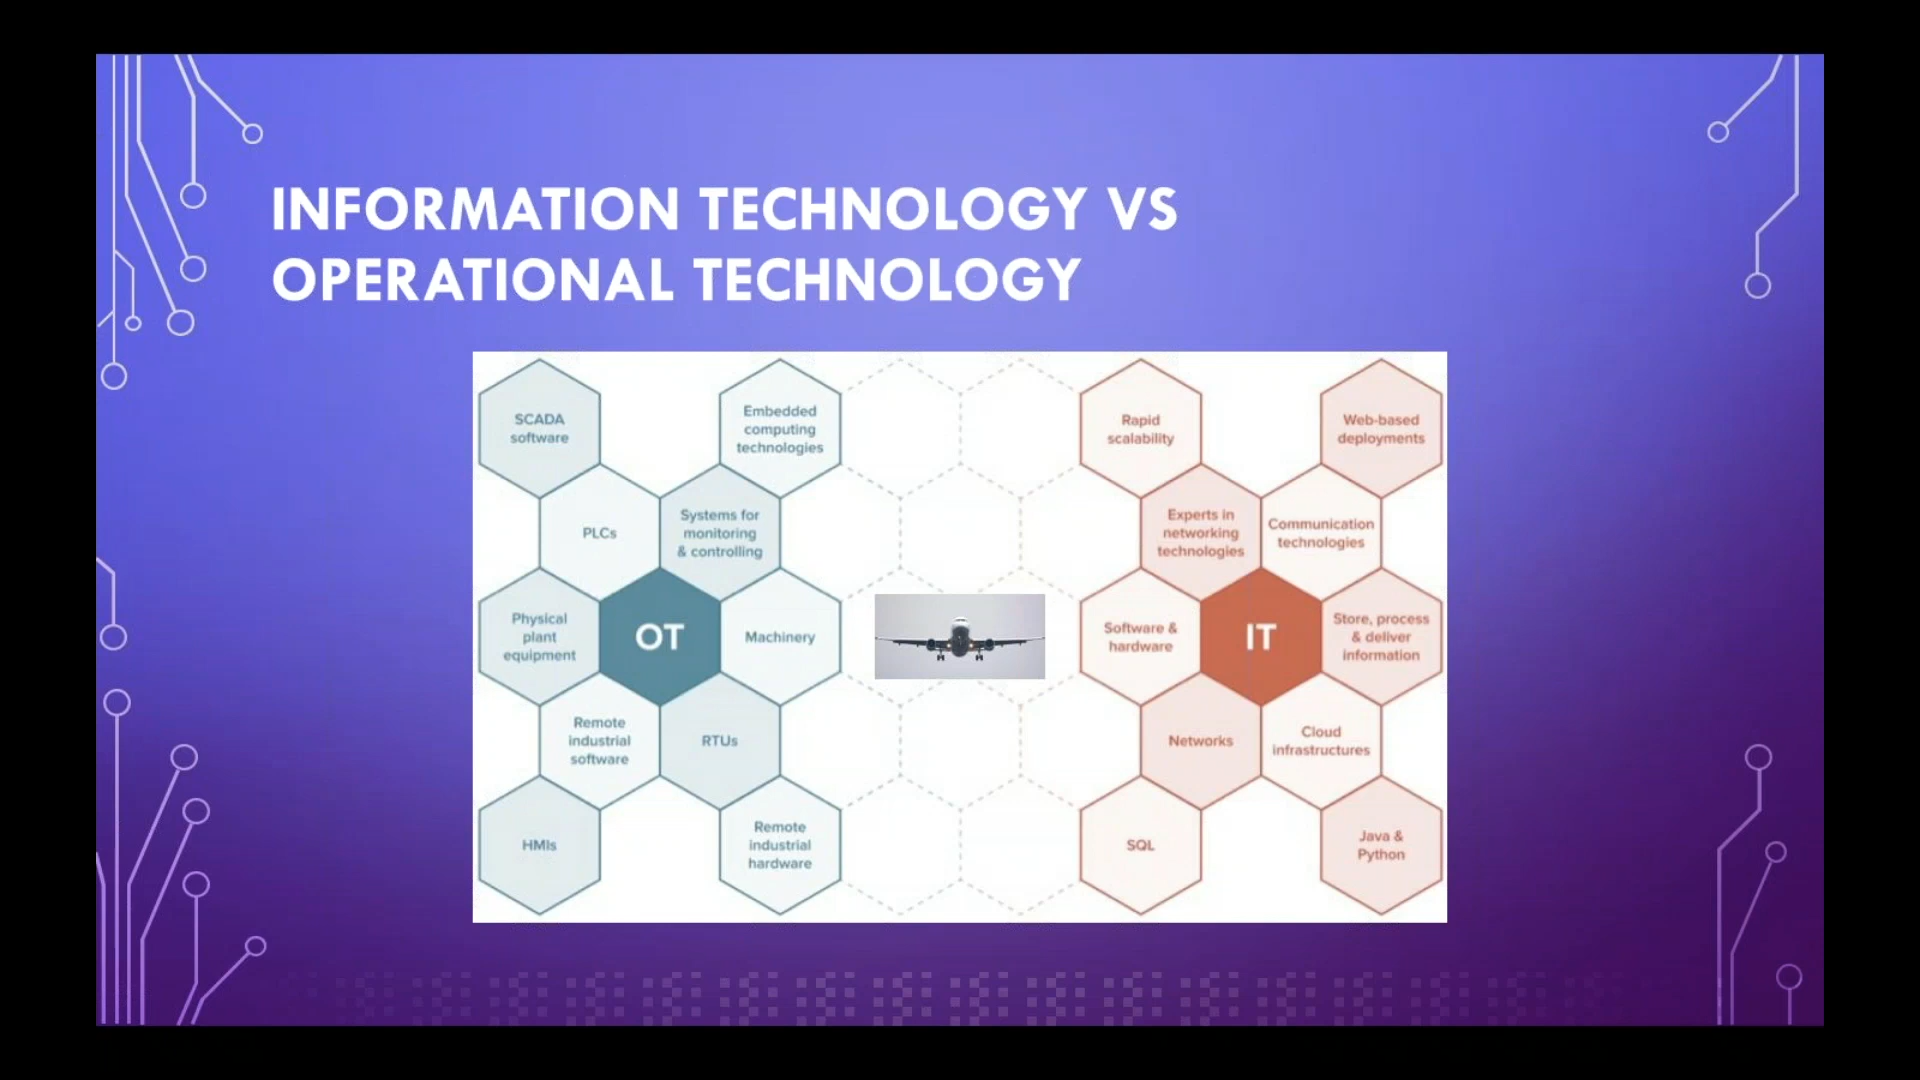 INFORMATION TECHNOLOGY VS
OPERATIONAL TECHNOLOGY
SCADA
software
Embedded
computing
technologies
PLCs
Systems for
monitoring
& controlling
Physical
plant
equipment
OT
Machinery
Remote
industrial
software
RTUs
HMIs
Remote
industrial
hardware
Rapid
scalability
Web-based
deployments
Experts in
networking
technologies
Communication
technologies
Software &
hardware
IT
Store, process
& deliver
information
Networks
Cloud
infrastructures
SQL
Java &
Python